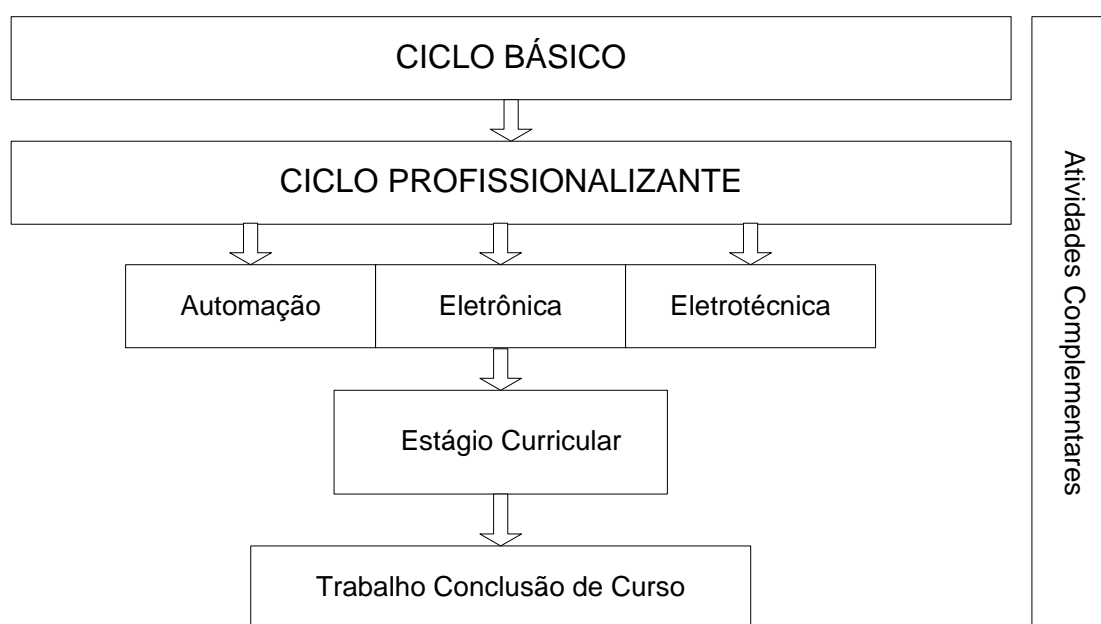 CICLO BÁSICO
CICLO PROFISSIONALIZANTE
Automação
Eletrônica
Eletrotécnica
Estágio Curricular
Trabalho Conclusão de Curso
Atividades Complementares